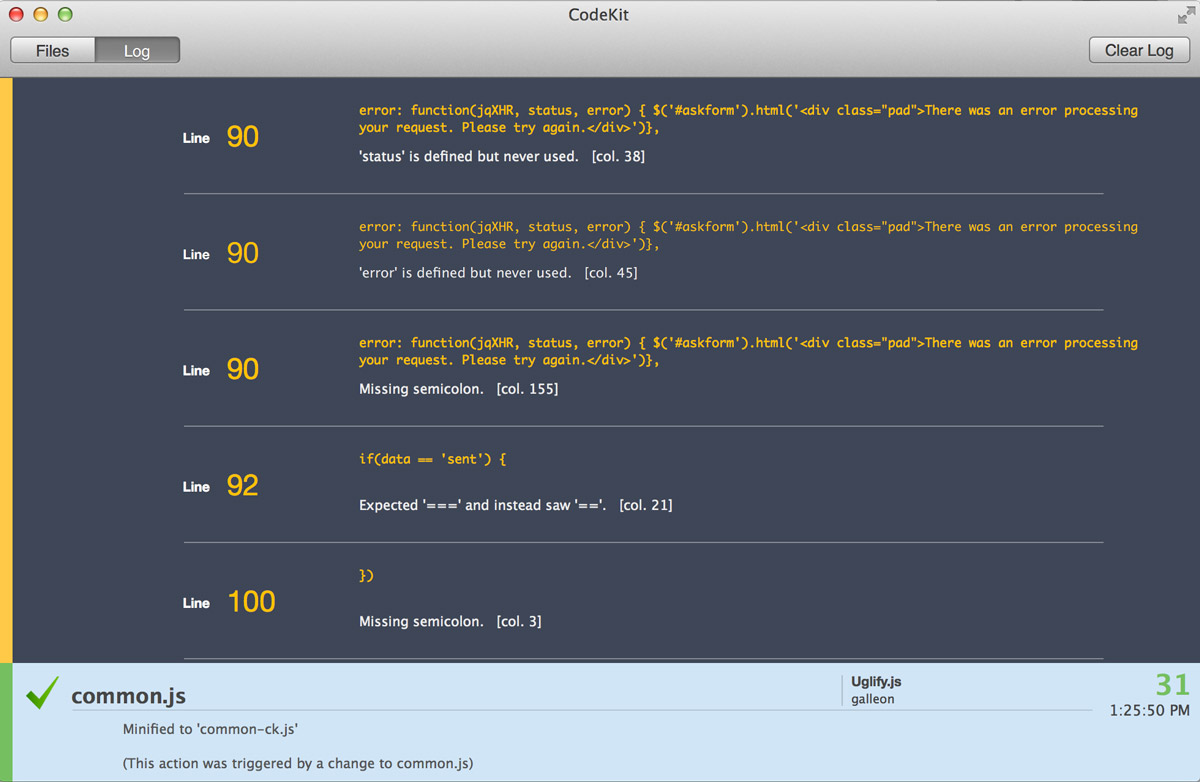 CodeKit
Files Log Clear Log
error: function(jqXHR, status, error) { $('#askform').html('<div class="pad">There was an error processing
your request. Please try again.</div>')},
Line 90
'status' is defined but never used. [col. 38]
error: function(jqXHR, status, error) { $('#askform').html('<div class="pad">There was an error processing
your request. Please try again.</div>')},
Line 90
'error' is defined but never used. [col. 45]
error: function(jqXHR, status, error) { $('#askform').html('<div class="pad">There was an error processing
your request. Please try again.</div>')},
Line 90
Missing semicolon. [col. 155]
if(data == 'sent') {
Line 92
Expected '===' and instead saw '=='. [col. 21]
})
Line 100
Missing semicolon. [col. 3]
common.js
Uglify.js
galleon
31
1:25:50 PM
Minified to 'common-ck.js'
(This action was triggered by a change to common.js)